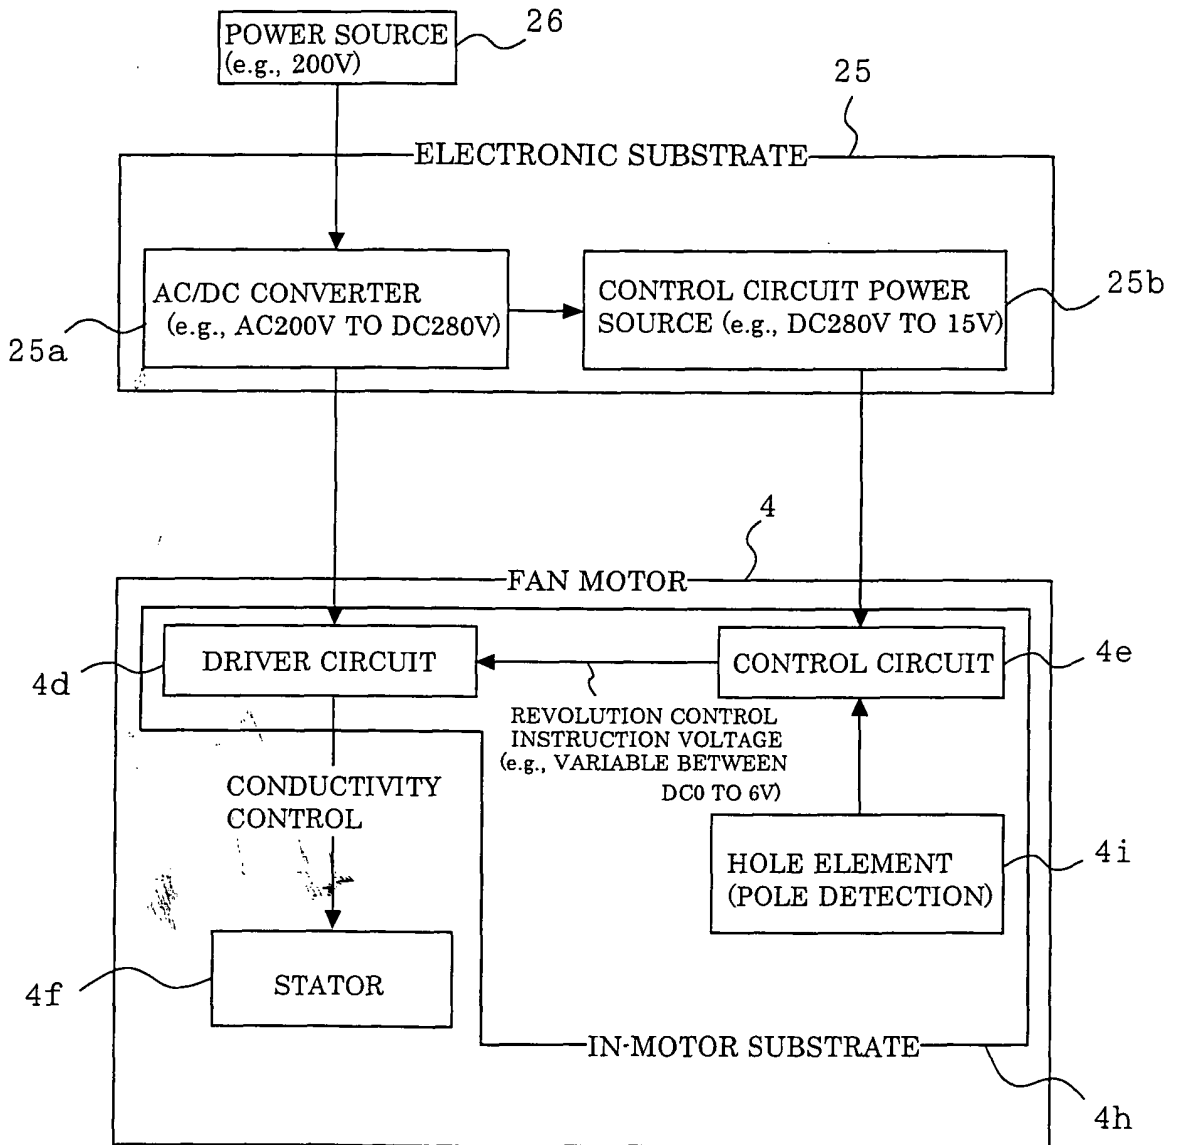 POWER SOURCE
(e.g., 200V)
26
25
ELECTRONIC SUBSTRATE
AC/DC CONVERTER
(e.g., AC200V TO DC280V)
25a
CONTROL CIRCUIT POWER
SOURCE (e.g., DC280V TO 15V)
25b
4
FAN MOTOR
DRIVER CIRCUIT
4d
CONTROL CIRCUIT
4e
REVOLUTION CONTROL
INSTRUCTION VOLTAGE
(e.g., VARIABLE BETWEEN
DC0 TO 6V)
CONDUCTIVITY
CONTROL
HOLE ELEMENT
(POLE DETECTION)
4i
STATOR
4f
IN-MOTOR SUBSTRATE
4h